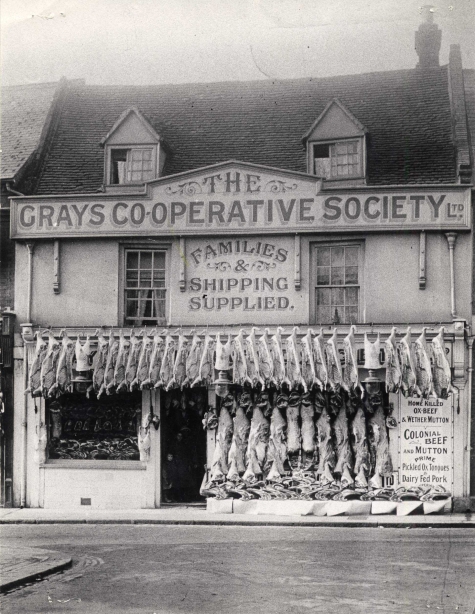 THE
GRAYS CO-OPERATIVE SOCIETY LTD
FAMILIES
&
SHIPPING
SUPPLIED.
HOME KILLED
OX BEEF
& WETHER MUTTON
COLONIAL
BEEF
AND MUTTON
PRIME
Pickled Ox Tongues
Dairy Fed Pork